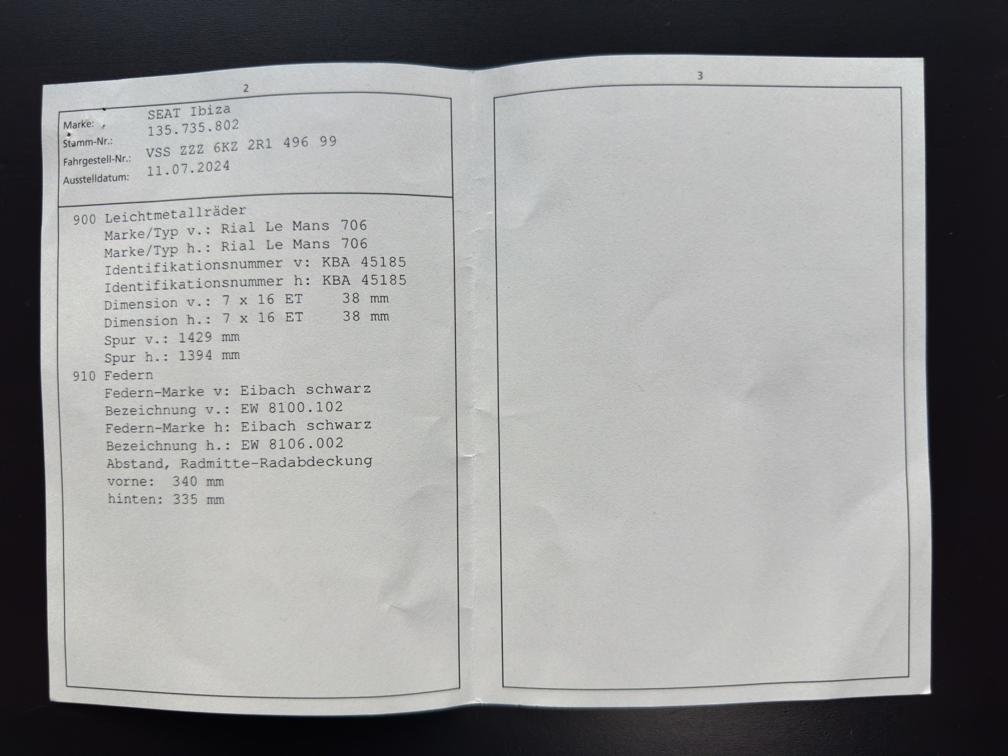 2
Marke: SEAT Ibiza
Stamm-Nr.: 135.735.802
Fahrgestell-Nr.: VSS ZZZ 6KZ 2R1 496 99
Ausstelldatum: 11.07.2024
900 Leichtmetallräder
Marke/Typ v.: Rial Le Mans 706
Marke/Typ h.: Rial Le Mans 706
Identifikationsnummer v: KBA 45185
Identifikationsnummer h: KBA 45185
Dimension v.: 7 x 16 ET 38 mm
Dimension h.: 7 x 16 ET 38 mm
Spur v.: 1429 mm
Spur h.: 1394 mm
910 Federn
Federn-Marke v: Eibach schwarz
Bezeichnung v.: EW 8100.102
Federn-Marke h: Eibach schwarz
Bezeichnung h.: EW 8106.002
Abstand, Radmitte-Radabdeckung
vorne: 340 mm
hinten: 335 mm
3